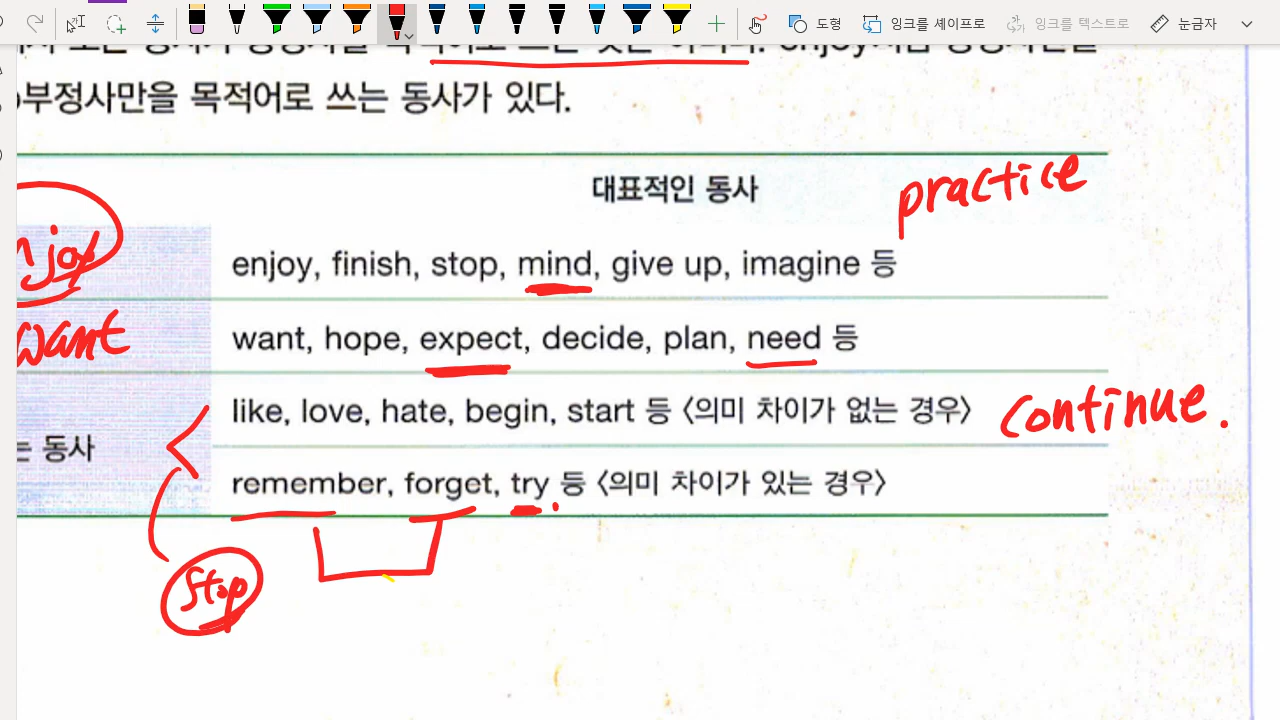 도형 잉크를 셰이프로 잉크를 텍스트로 눈금자
부정사만을 목적어로 쓰는 동사가 있다.
대표적인 동사 practice
enjoy, finish, stop, mind, give up, imagine 등
want
want, hope, expect, decide, plan, need 등
like, love, hate, begin, start 등 〈의미 차이가 없는 경우〉 continue.
는 동사
remember, forget, try 등 〈의미 차이가 있는 경우〉
stop